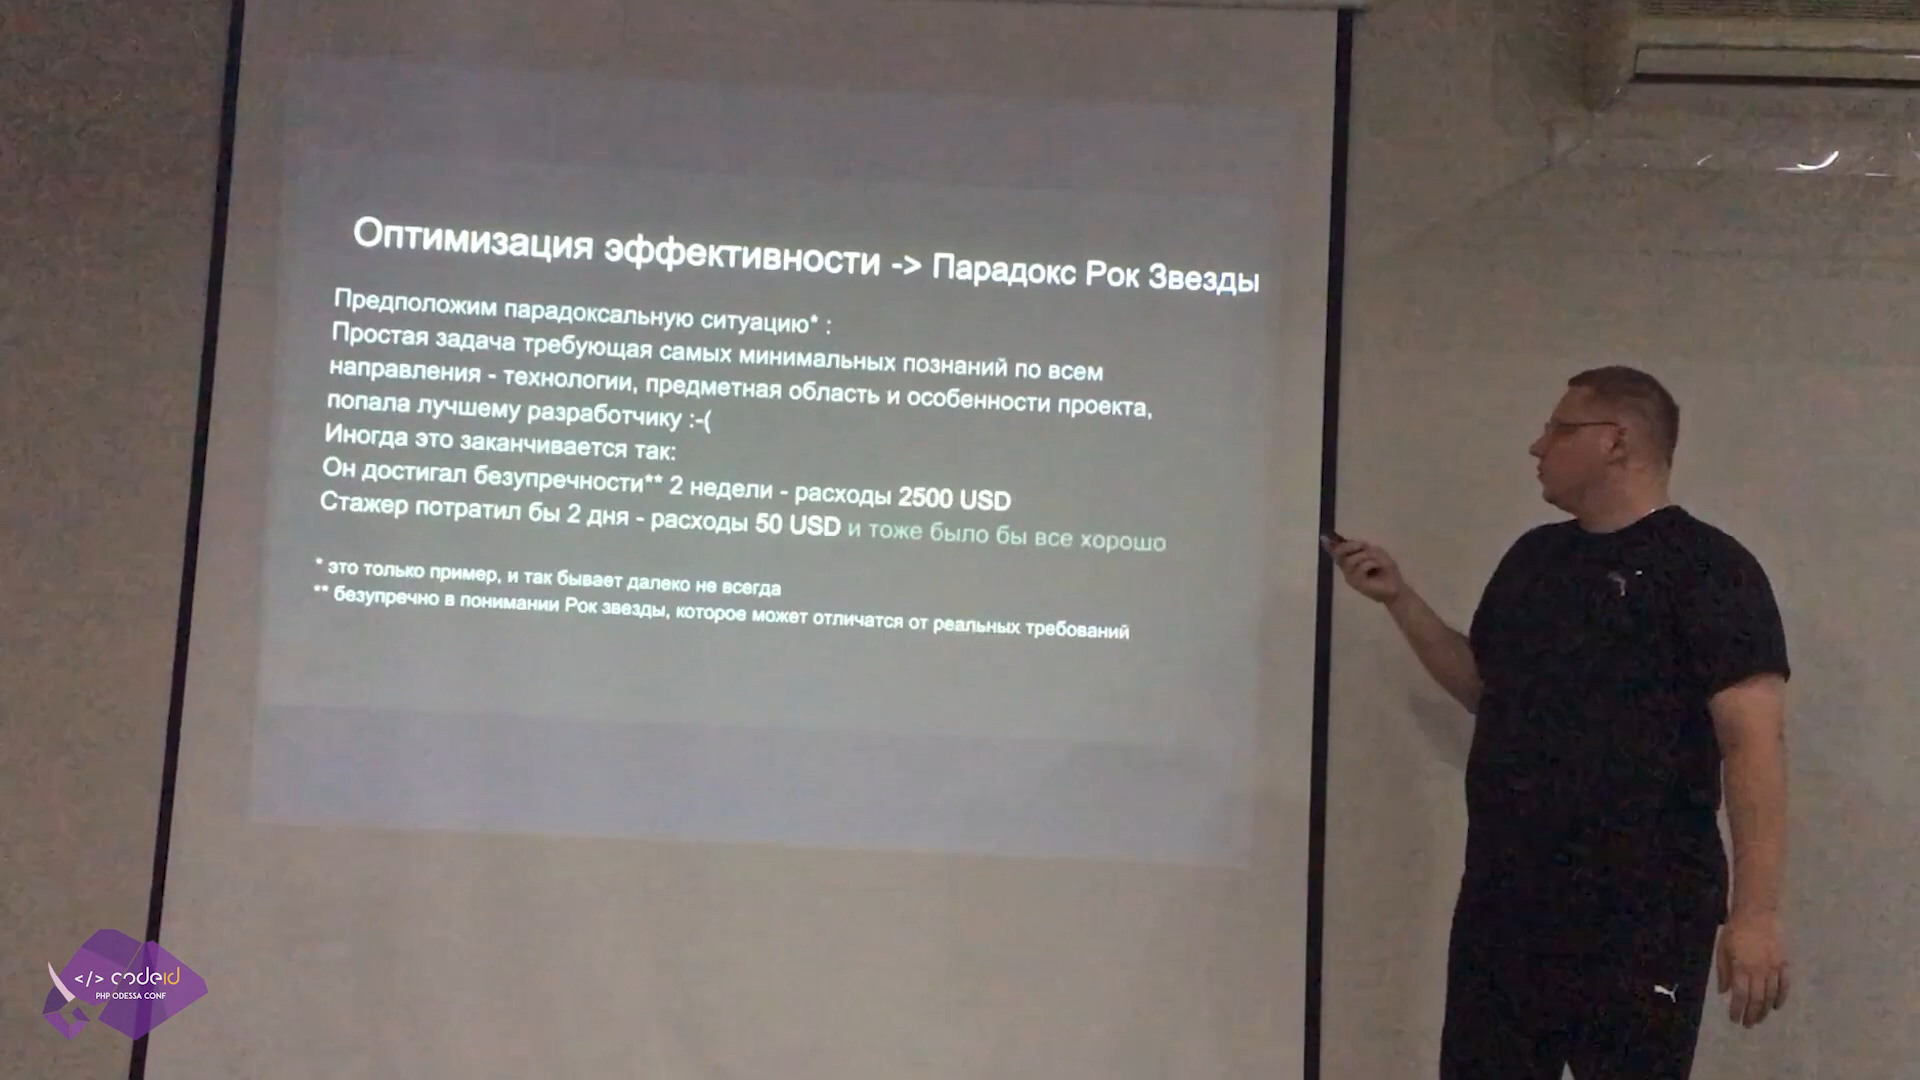 Оптимизация эффективности -> Парадокс Рок Звезды
Предположим парадоксальную ситуацию* :
Простая задача требующая самых минимальных познаний по всем
направления - технологии, предметная область и особенности проекта,
попала лучшему разработчику :-(
Иногда это заканчивается так:
Он достигал безупречности** 2 недели - расходы 2500 USD
Стажер потратил бы 2 дня - расходы 50 USD и тоже было бы все хорошо
* это только пример, и так бывает далеко не всегда
** безупречно в понимании Рок звезды, которое может отличатся от реальных требований
</> codeid
PHP ODESSA CONF